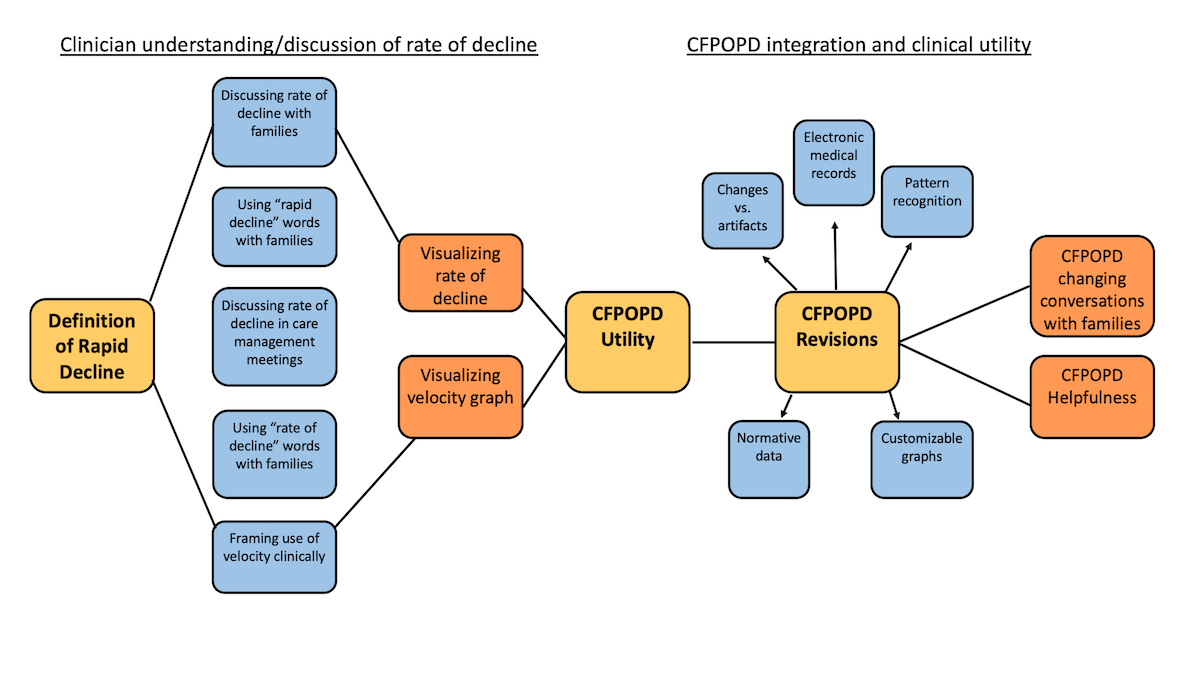 Clinician understanding/discussion of rate of decline
CFPOPD integration and clinical utility
Discussing rate of
decline with
families
Using “rapid
decline” words
with families
Discussing rate of
decline in care
management
meetings
Using “rate of
decline” words
with families
Framing use of
velocity clinically
Definition
of Rapid
Decline
Visualizing
rate of
decline
Visualizing
velocity graph
CFPOPD
Utility
CFPOPD
Revisions
Changes
vs.
artifacts
Electronic
medical
records
Pattern
recognition
Normative
data
Customizable
graphs
CFPOPD
changing
conversations
with families
CFPOPD
Helpfulness